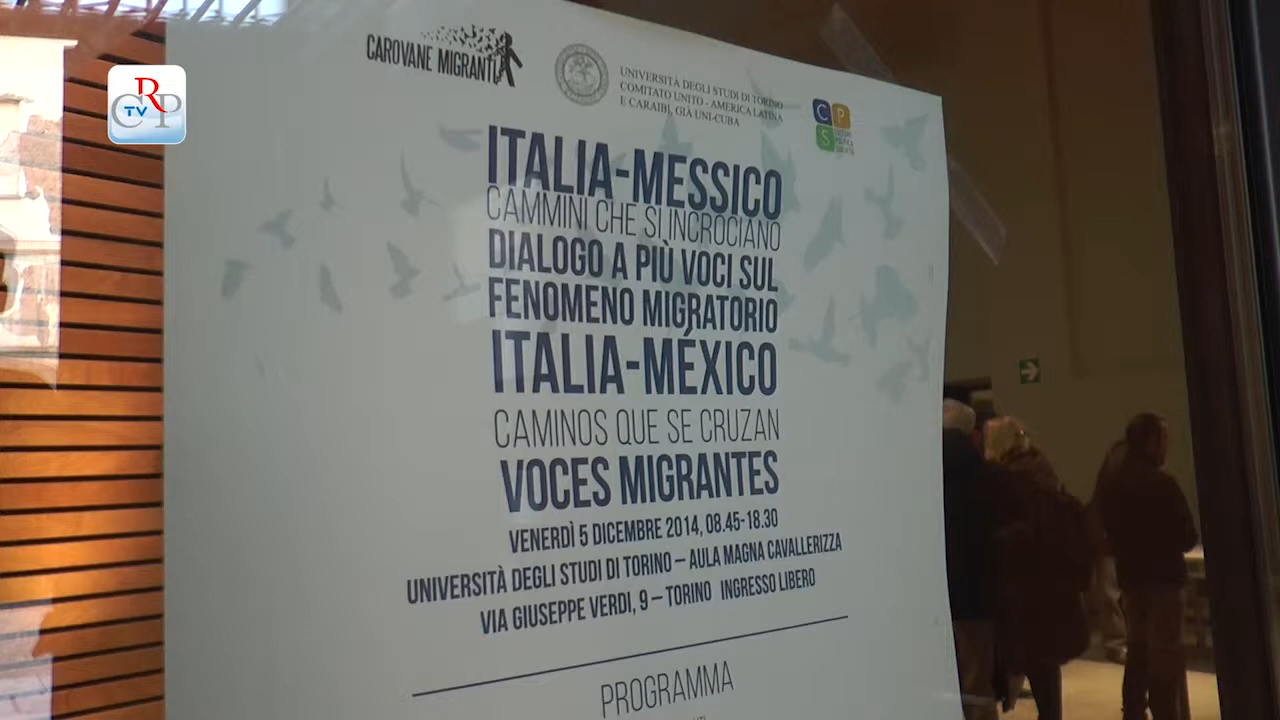 CRP
TV
CAROVANE MIGRANTI
UNIVERSITÀ DEGLI STUDI DI TORINO
COMITATO UNITO - AMERICA LATINA
E CARAIBI, GIÀ UNI-CUBA
C P
S
ITALIA-MESSICO
CAMMINI CHE SI INCROCIANO
DIALOGO A PIÙ VOCI SUL
FENOMENO MIGRATORIO
ITALIA-MÉXICO
CAMINOS QUE SE CRUZAN
VOCES MIGRANTES
VENERDÌ 5 DICEMBRE 2014, 08.45-18.30
UNIVERSITÀ DEGLI STUDI DI TORINO – AULA MAGNA CAVALLERIZZA
VIA GIUSEPPE VERDI, 9 – TORINO INGRESSO LIBERO
PROGRAMMA